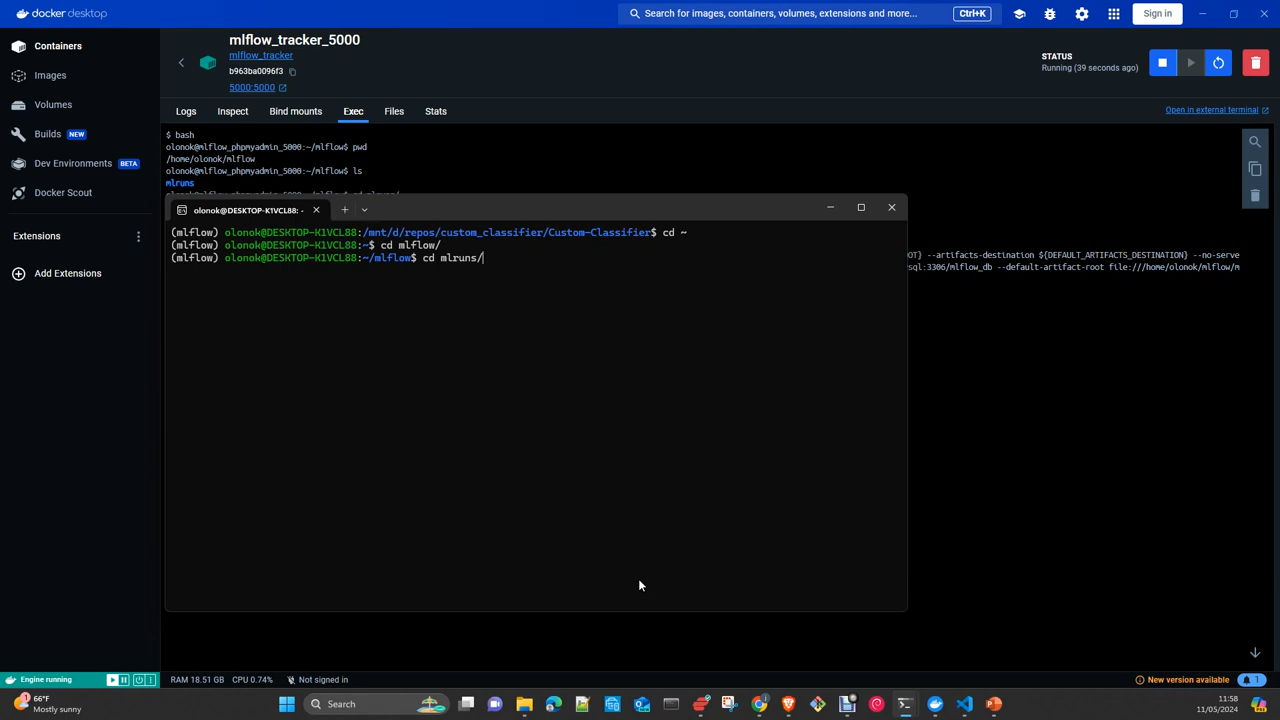 docker desktop
Search for images, containers, volumes, extensions and more...
Ctrl+K
Sign in
Containers
Images
Volumes
Builds NEW
Dev Environments BETA
Docker Scout
Extensions
Add Extensions
mlflow_tracker_5000
mlflow_tracker
b963ba0096f3
5000:5000
STATUS
Running (39 seconds ago)
Logs Inspect Bind mounts Exec Files Stats
Open in external terminal
$ bash
olonok@mlflow_phpmyadmin_5000:~/mlflow$ pwd
/home/olonok/mlflow
olonok@mlflow_phpmyadmin_5000:~/mlflow$ ls
mlruns
olonok@DESKTOP-K1VCL88: ~
(mlflow) olonok@DESKTOP-K1VCL88:/mnt/d/repos/custom_classifier/Custom-Classifier$ cd ~
(mlflow) olonok@DESKTOP-K1VCL88:~$ cd mlflow/
(mlflow) olonok@DESKTOP-K1VCL88:~/mlflow$ cd mlruns/
OT} --artifacts-destination ${DEFAULT_ARTIFACTS_DESTINATION} --no-serve
sql:3306/mlflow_db --default-artifact-root file:///home/olonok/mlflow/m
Engine running
RAM 18.51 GB CPU 0.74%
Not signed in
New version available
1
1
66°F
Mostly sunny
Search
11:58
11/05/2024